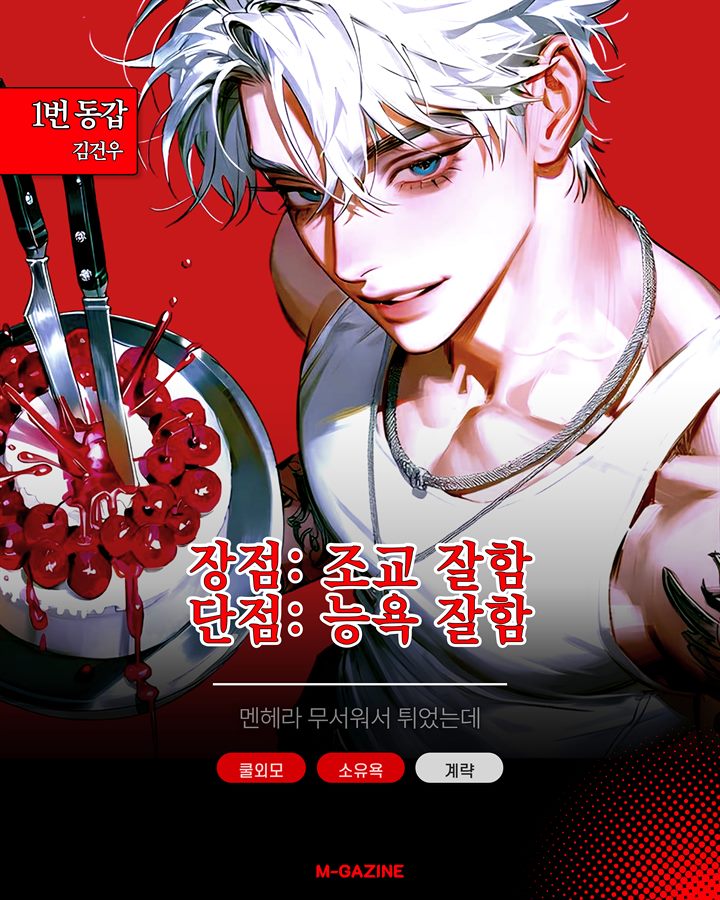 1번 동갑
김건우
장점: 조교 잘함
단점: 능욕 잘함
멘헤라 무서워서 튀었는데
쿨외모
소유욕
계략
M-GAZINE